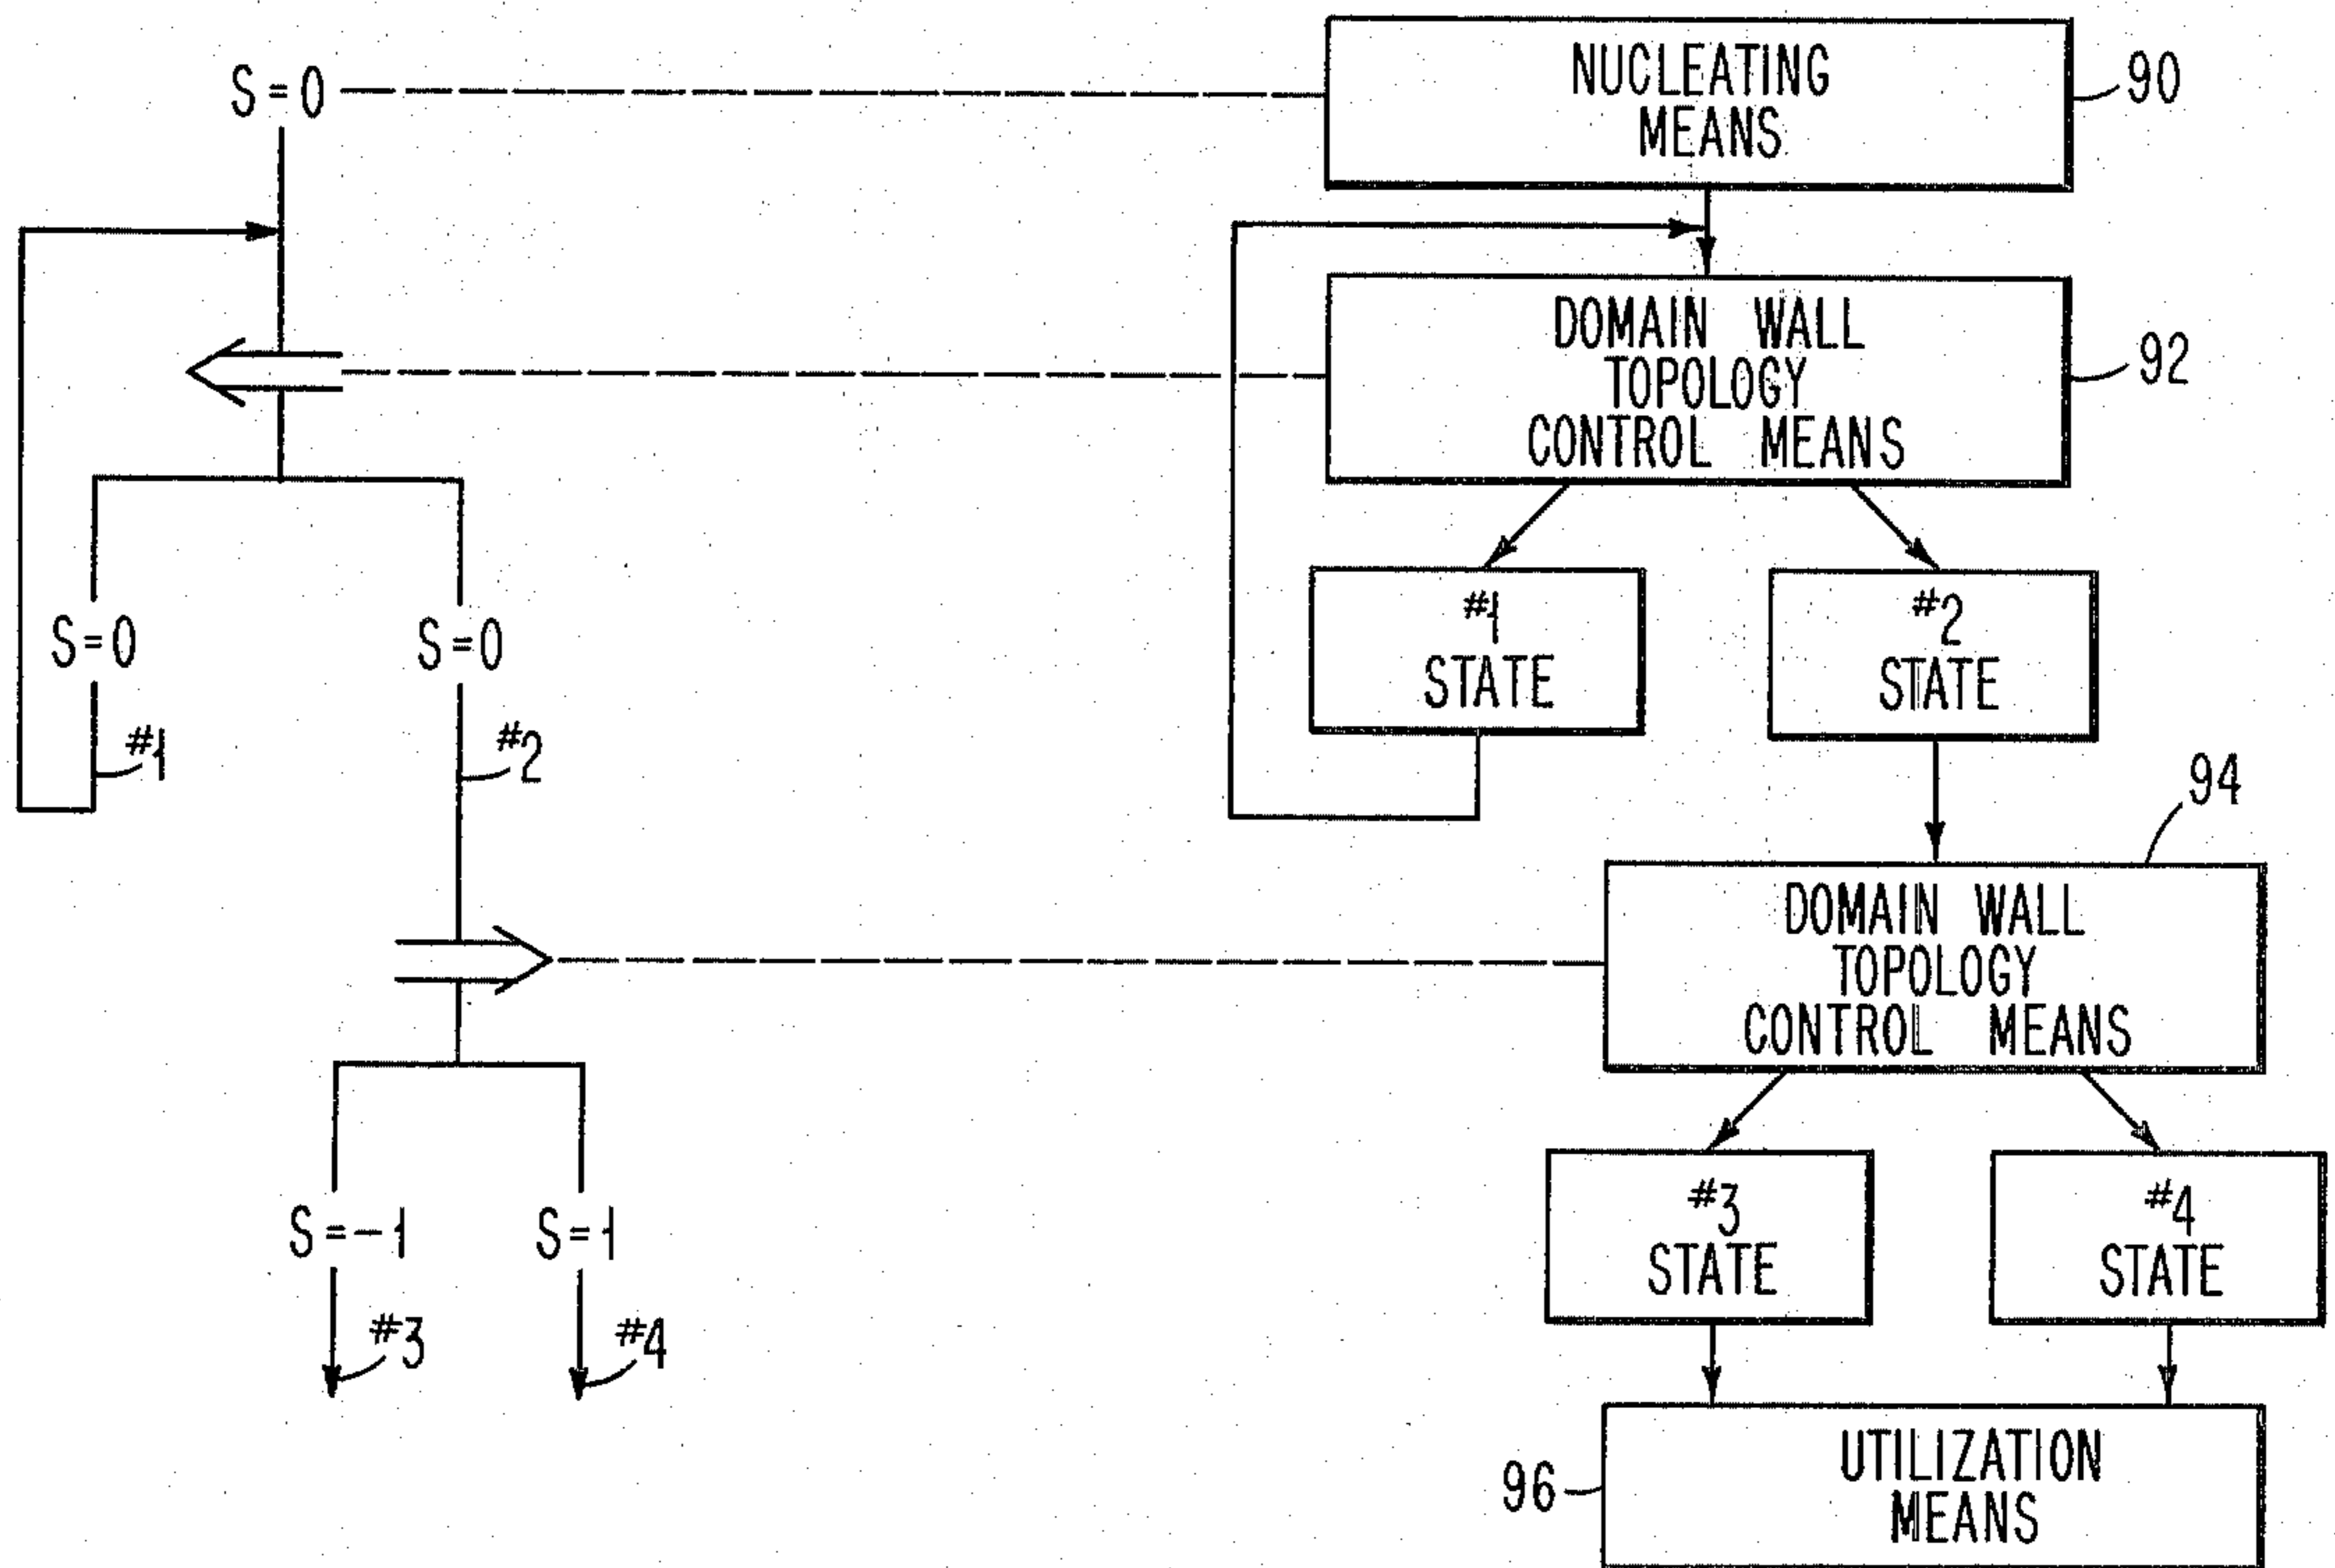 S=0
NUCLEATING
MEANS
90
DOMAIN WALL
TOPOLOGY
CONTROL MEANS
92
S=0
S=0
#1
STATE
#2
STATE
#1
#2
94
DOMAIN WALL
TOPOLOGY
CONTROL MEANS
S=-1
S=1
#3
STATE
#4
STATE
#3
#4
96
UTILIZATION
MEANS